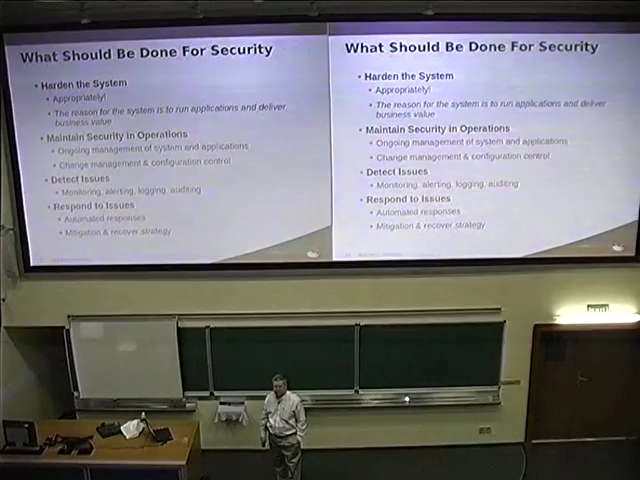 What Should Be Done For Security
• Harden the System
• Appropriately!
• The reason for the system is to run applications and deliver
business value
• Maintain Security in Operations
• Ongoing management of system and applications
• Change management & configuration control
• Detect Issues
• Monitoring, alerting, logging, auditing
• Respond to Issues
• Automated responses
• Mitigation & recover strategy
What Should Be Done For Security
• Harden the System
• Appropriately!
• The reason for the system is to run applications and deliver
business value
• Maintain Security in Operations
• Ongoing management of system and applications
• Change management & configuration control
• Detect Issues
• Monitoring, alerting, logging, auditing
• Respond to Issues
• Automated responses
• Mitigation & recover strategy